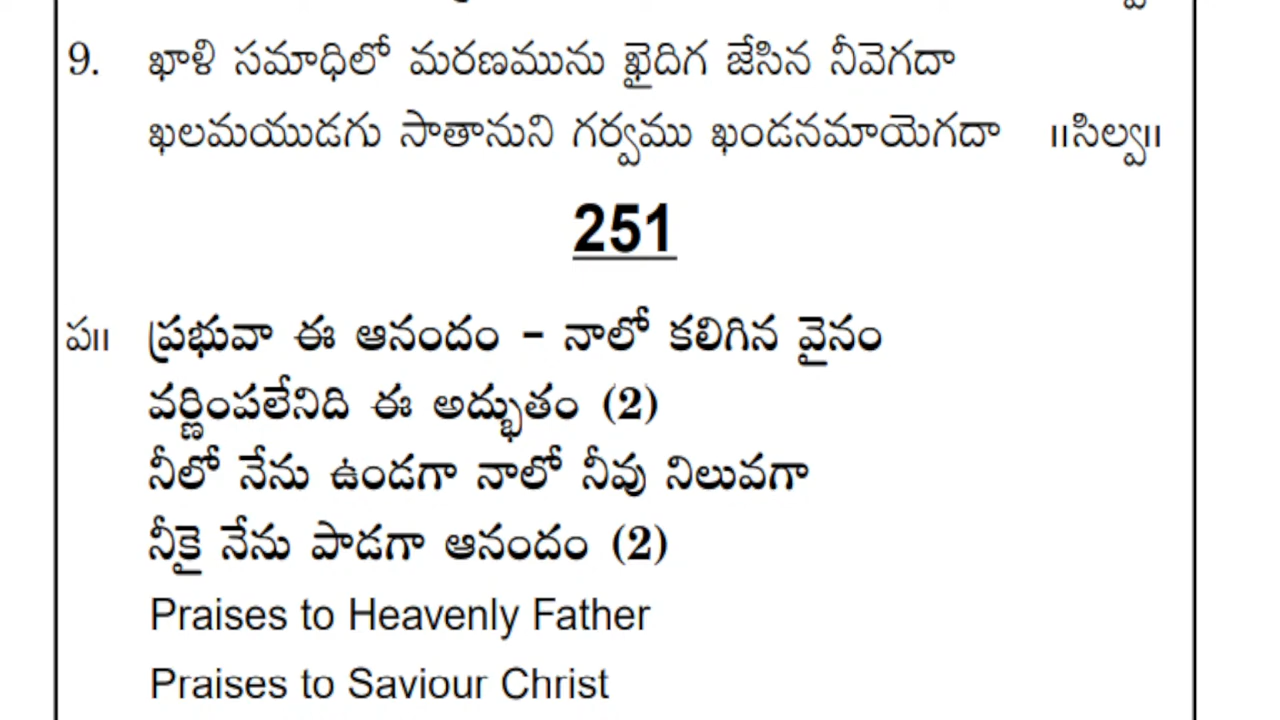 9. ఖాళి సమాధిలో మరణమును ఖైదిగ జేసిన నీవెగదా
ఖలమయుడగు సాతానుని గర్వము ఖండనమాయెగదా ॥సిల్వ॥
251
ప॥ ప్రభువా ఈ ఆనందం - నాలో కలిగిన వైనం
వర్ణింపలేనిది ఈ అద్భుతం (2)
నీలో నేను ఉండగా నాలో నీవు నిలువగా
నీకై నేను పాడగా ఆనందం (2)
Praises to Heavenly Father
Praises to Saviour Christ